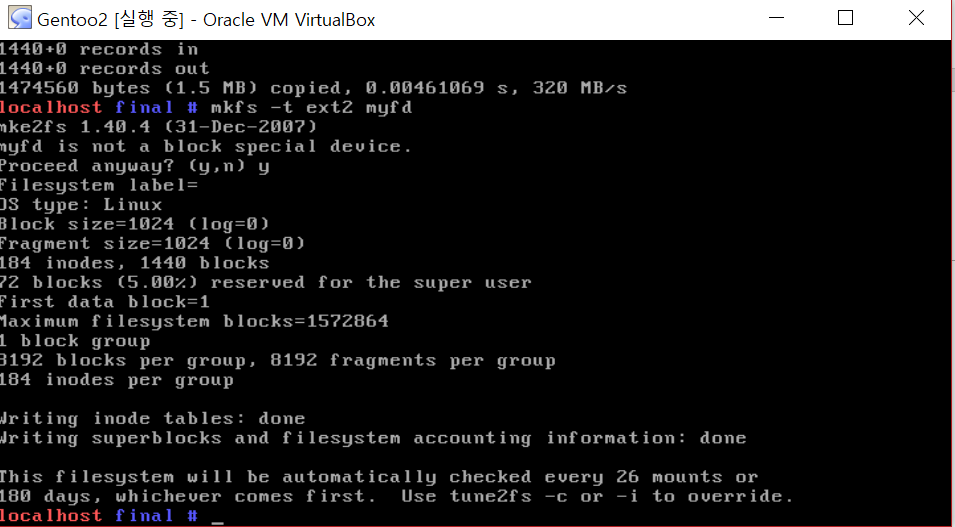 Gentoo2 [실행 중] - Oracle VM VirtualBox
1440+0 records in
1440+0 records out
1474560 bytes (1.5 MB) copied, 0.00461069 s, 320 MB/s
localhost final # mkfs -t ext2 myfd
mke2fs 1.40.4 (31-Dec-2007)
myfd is not a block special device.
Proceed anyway? (y,n) y
Filesystem label=
OS type: Linux
Block size=1024 (log=0)
Fragment size=1024 (log=0)
184 inodes, 1440 blocks
72 blocks (5.00%) reserved for the super user
First data block=1
Maximum filesystem blocks=1572864
1 block group
8192 blocks per group, 8192 fragments per group
184 inodes per group
Writing inode tables: done
Writing superblocks and filesystem accounting information: done
This filesystem will be automatically checked every 26 mounts or
180 days, whichever comes first.  Use tune2fs -c or -i to override.
localhost final # _